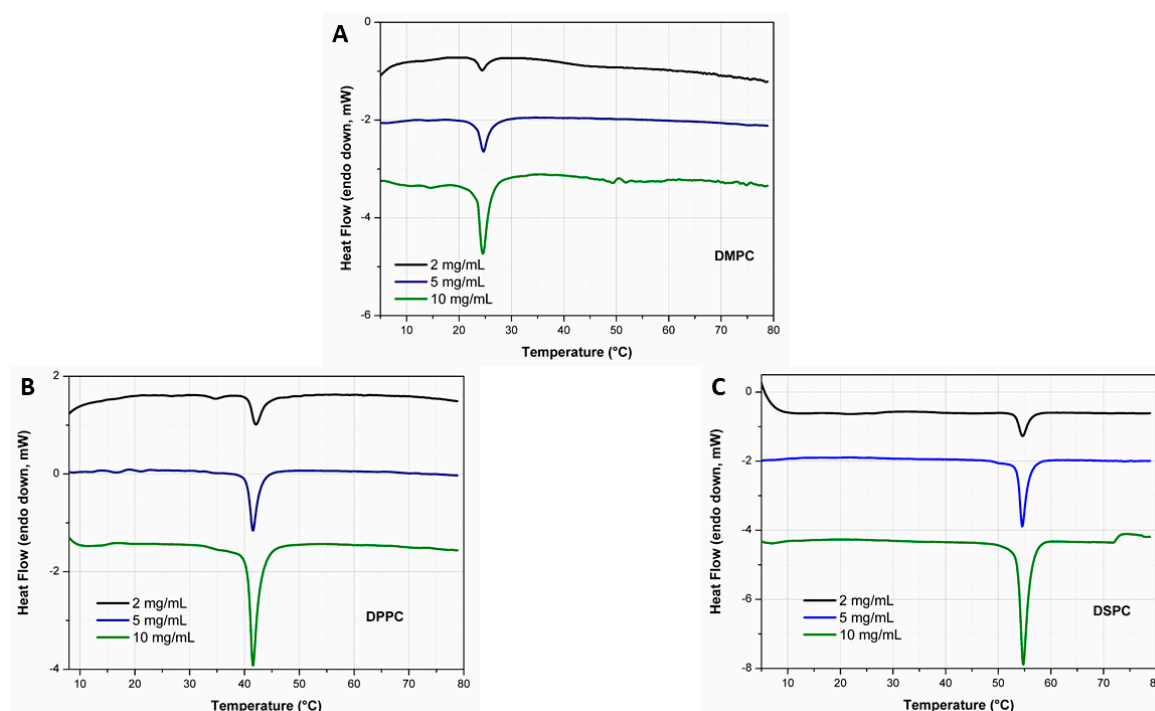 A
0
-2
-4
-6
Heat Flow (endo down, mW)
2 mg/mL
5 mg/mL
10 mg/mL
DMPC
10 20 30 40 50 60 70 80
Temperature (°C)
B
2
0
-2
-4
Heat Flow (endo down, mW)
2 mg/mL
5 mg/mL
10 mg/mL
DPPC
10 20 30 40 50 60 70 80
Temperature (°C)
C
0
-2
-4
-6
-8
Heat Flow (endo down, mW)
2 mg/mL
5 mg/mL
10 mg/mL
DSPC
10 20 30 40 50 60 70 80
Temperature (°C)